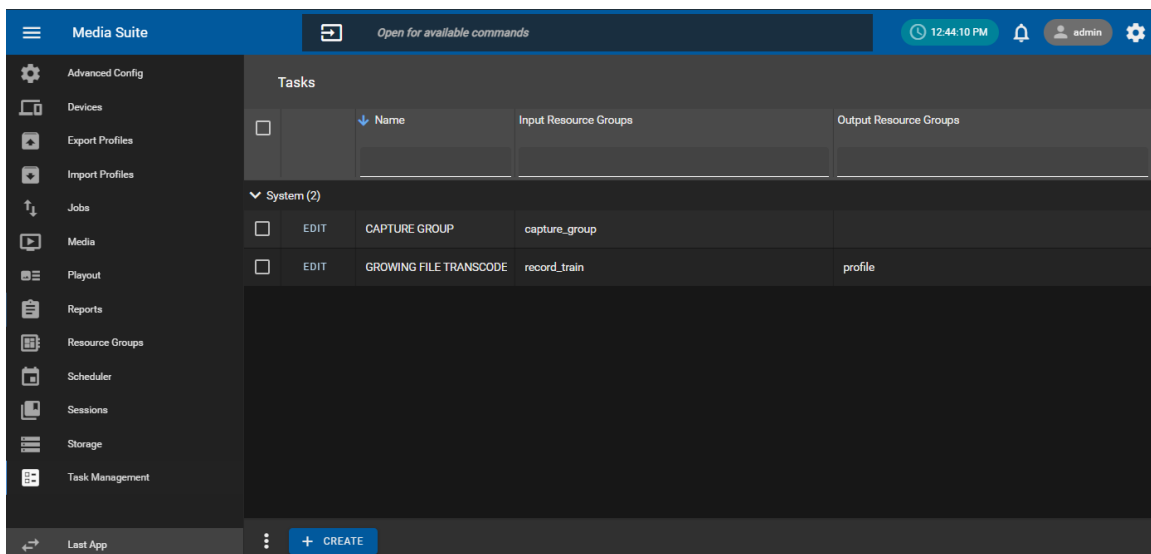 Media Suite
Open for available commands
12:44:10 PM
admin
Advanced Config
Devices
Export Profiles
Import Profiles
Jobs
Media
Playout
Reports
Resource Groups
Scheduler
Sessions
Storage
Task Management
Last App
Tasks
Name Input Resource Groups Output Resource Groups
System (2)
EDIT CAPTURE GROUP capture_group
EDIT GROWING FILE TRANSCODE record_train profile
+ CREATE